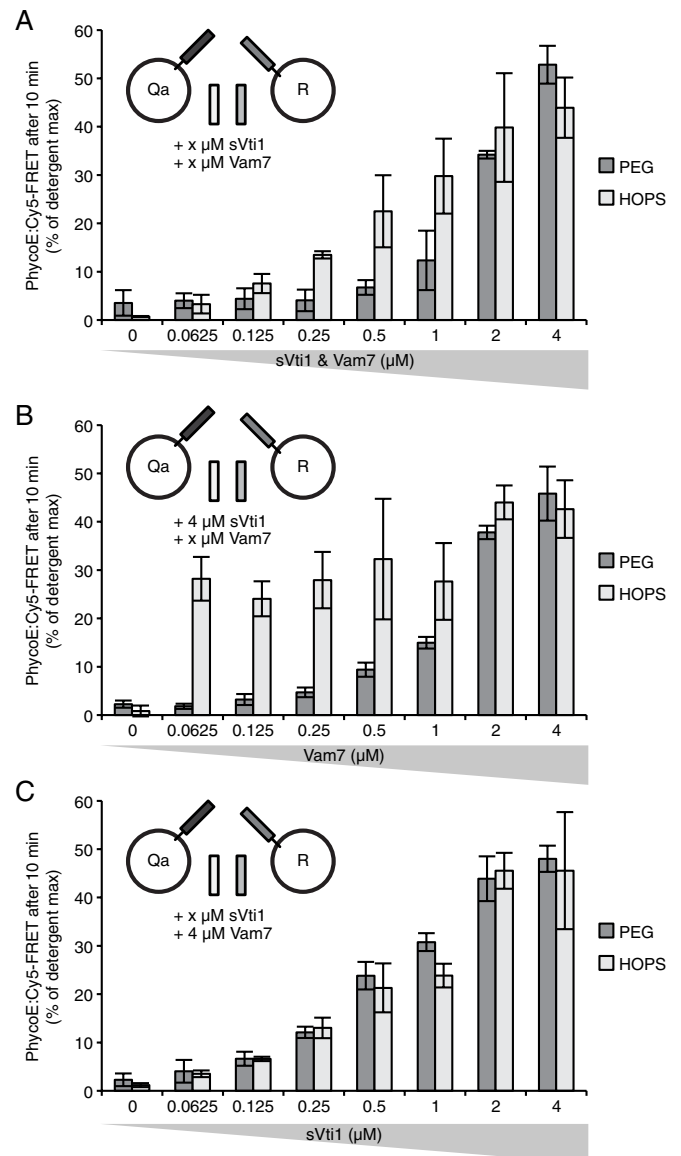 A
PhycoE:Cy5-FRET after 10 min
(% of detergent max)
60
50
40
30
20
10
0
Qa
R
+ x µM sVti1
+ x µM Vam7
PEG
HOPS
0 0.0625 0.125 0.25 0.5 1 2 4
sVti1 & Vam7 (µM)
B
PhycoE:Cy5-FRET after 10 min
(% of detergent max)
60
50
40
30
20
10
0
Qa
R
+ 4 µM sVti1
+ x µM Vam7
PEG
HOPS
0 0.0625 0.125 0.25 0.5 1 2 4
Vam7 (µM)
C
PhycoE:Cy5-FRET after 10 min
(% of detergent max)
60
50
40
30
20
10
0
Qa
R
+ x µM sVti1
+ 4 µM Vam7
PEG
HOPS
0 0.0625 0.125 0.25 0.5 1 2 4
sVti1 (µM)